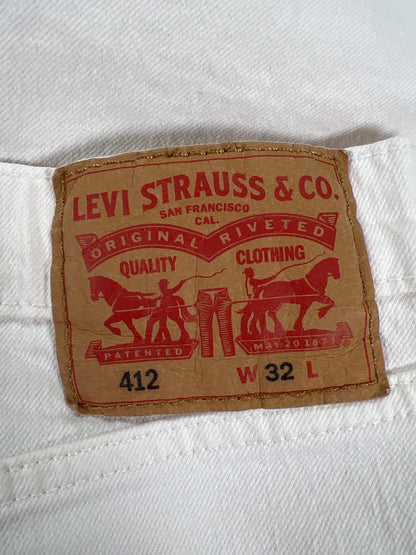 LEVI STRAUSS & CO.
SAN FRANCISCO
CAL.
ORIGINAL RIVETED
QUALITY CLOTHING
PATENTED MAY 20 1873
412 W 32 L